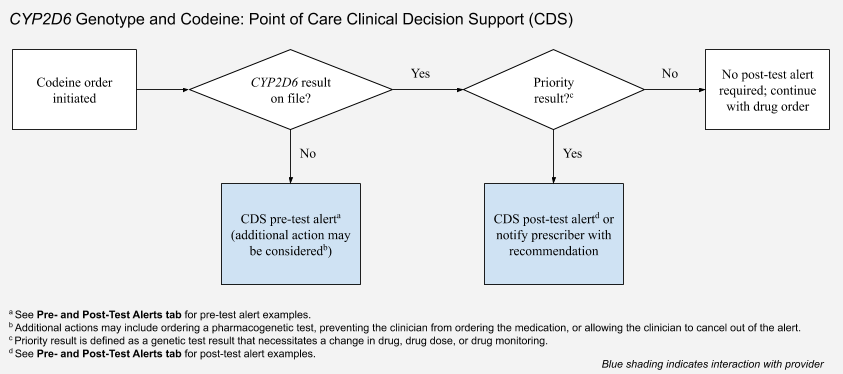 CYP2D6 Genotype and Codeine: Point of Care Clinical Decision Support (CDS)
Codeine order
initiated
CYP2D6 result
on file?
Yes
Priority
result?c
No
No post-test alert
required; continue
with drug order
No
Yes
CDS pre-test alerta
(additional action may
be consideredb)
CDS post-test alertd or
notify prescriber with
recommendation
a See Pre- and Post-Test Alerts tab for pre-test alert examples.
b Additional actions may include ordering a pharmacogenetic test, preventing the clinician from ordering the medication, or allowing the clinician to cancel out of the alert.
c Priority result is defined as a genetic test result that necessitates a change in drug, drug dose, or drug monitoring.
d See Pre- and Post-Test Alerts tab for post-test alert examples.
Blue shading indicates interaction with provider